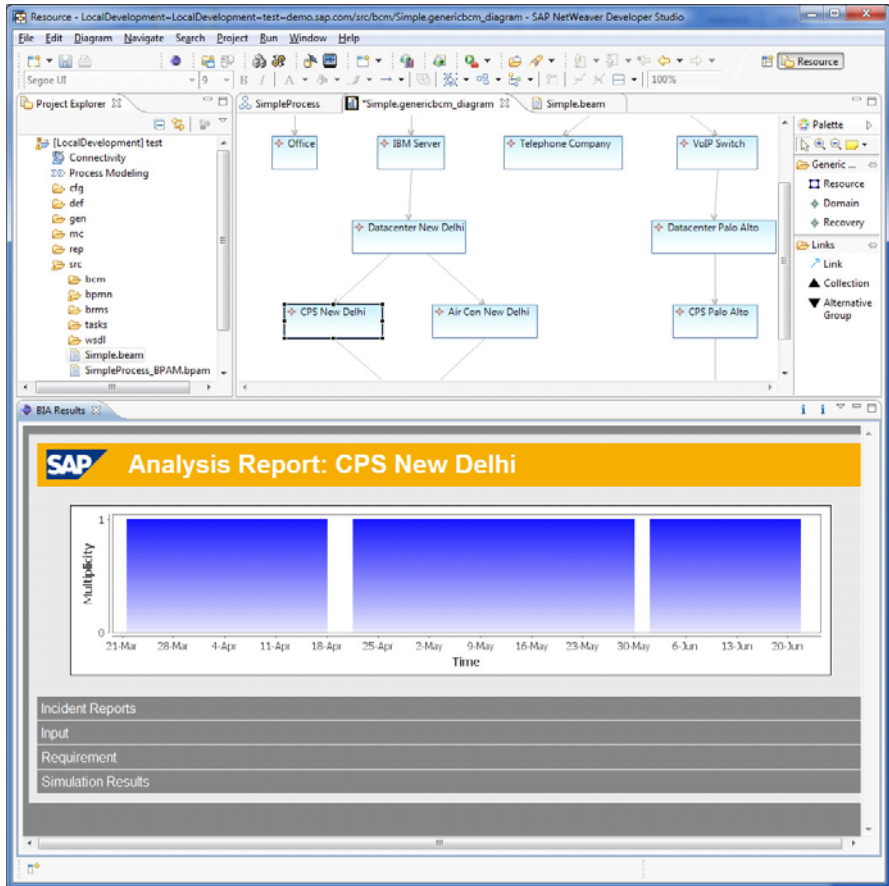 Resource - LocalDevelopment~LocalDevelopment~test~demo.sap.com/src/bcm/Simple.genericbcm_diagram - SAP NetWeaver Developer Studio
File Edit Diagram Navigate Search Project Run Window Help
Resource
Segoe UI 9 B I A 100%
Project Explorer
SimpleProcess *Simple.genericbcm_diagram Simple.beam
[LocalDevelopment] test
Connectivity
Process Modeling
cfg
def
gen
mc
rep
src
bcm
bpmn
brms
tasks
wsdl
Simple.beam
SimpleProcess_BPAM.bpam
Office IBM Server Telephone Company VoIP Switch
Datacenter New Delhi Datacenter Palo Alto
CPS New Delhi Air Con New Delhi CPS Palo Alto
Palette
Generic ...
Resource
Domain
Recovery
Links
Link
Collection
Alternative
Group
BIA Results
SAP Analysis Report: CPS New Delhi
1
Multiplicity
0
21-Mar 28-Mar 4-Apr 11-Apr 18-Apr 25-Apr 2-May 9-May 16-May 23-May 30-May 6-Jun 13-Jun 20-Jun
Time
Incident Reports
Input
Requirement
Simulation Results